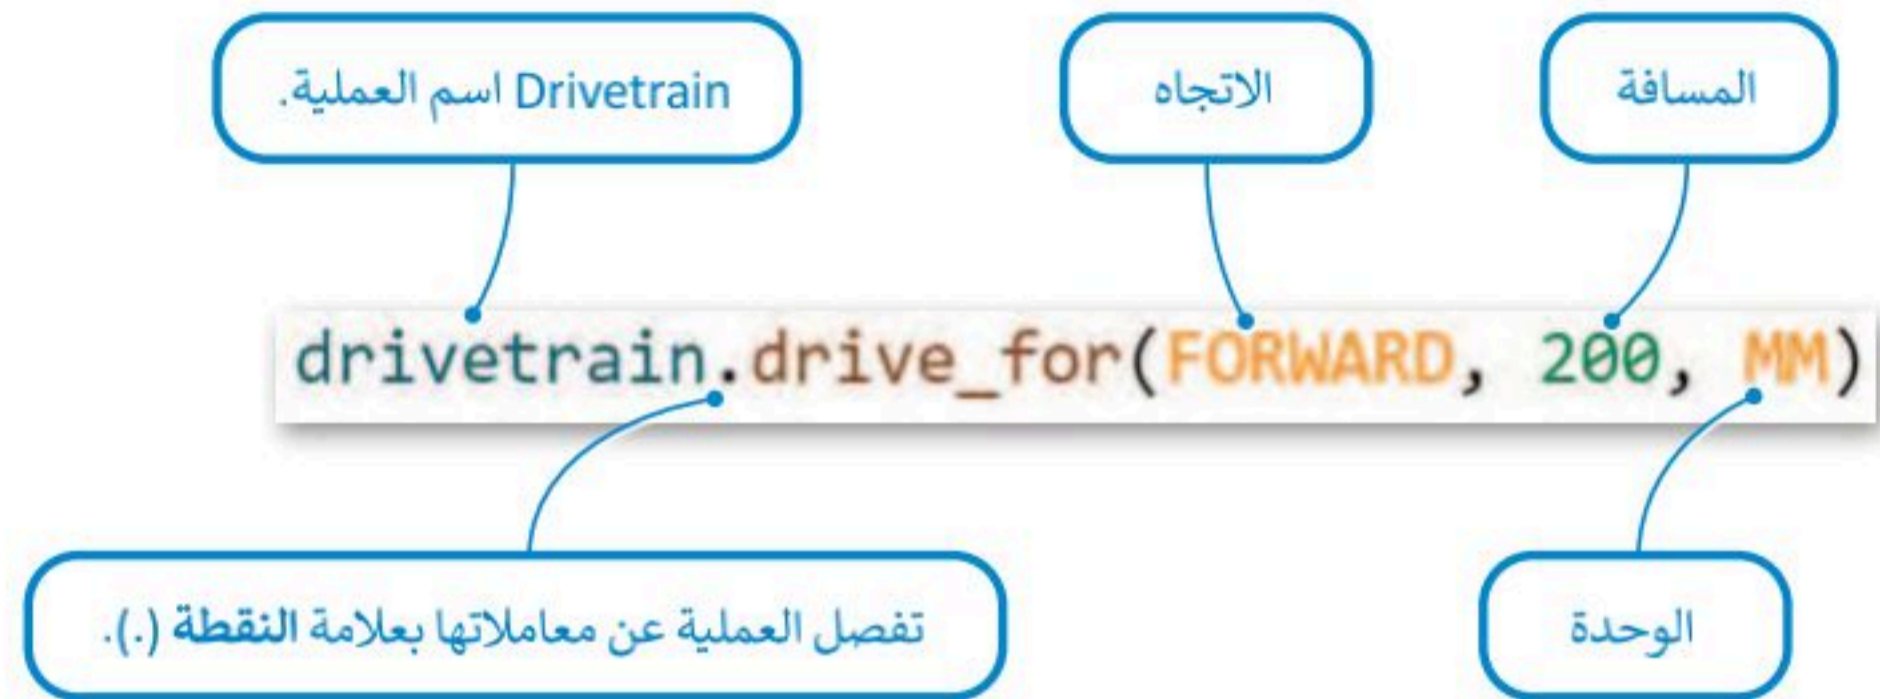 Drivetrain اسم العملية.
الاتجاه
المسافة
drivetrain.drive_for(FORWARD, 200, MM)
تفصل العملية عن معاملاتها بعلامة النقطة (.).
الوحدة